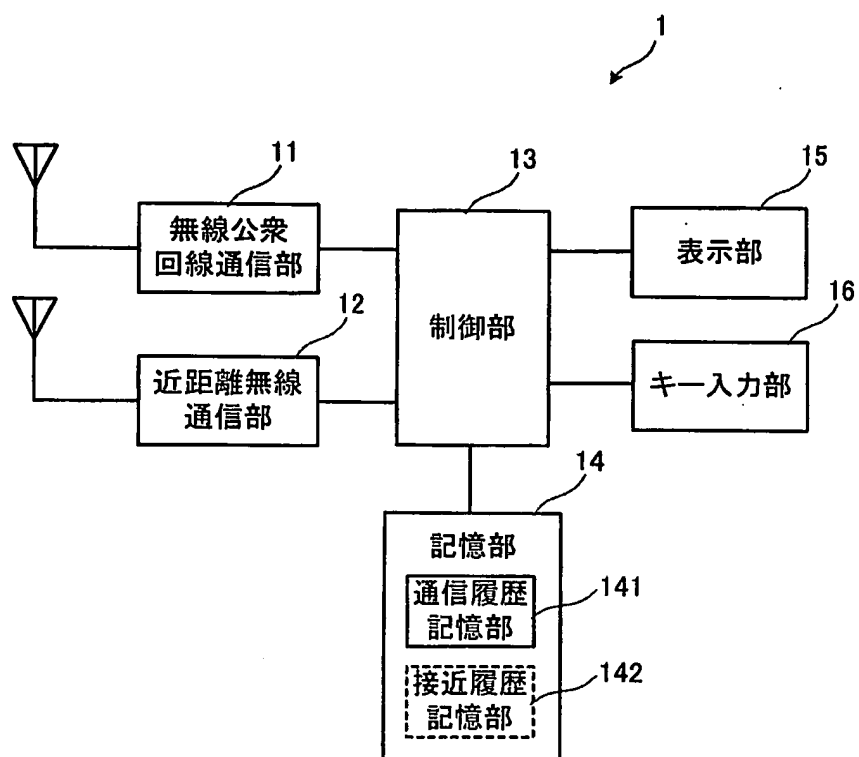 1
11
無線公衆
回線通信部
12
近距離無線
通信部
13
制御部
15
表示部
16
キー入力部
14
記憶部
通信履歴
記憶部
141
接近履歴
記憶部
142